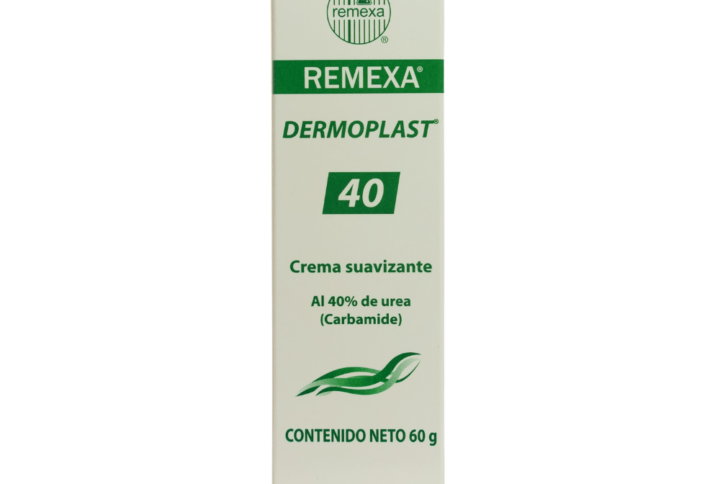 remexa
®
REMEXA®
DERMOPLAST®
40
Crema suavizante
Al 40% de urea
(Carbamide)
CONTENIDO NETO 60 g